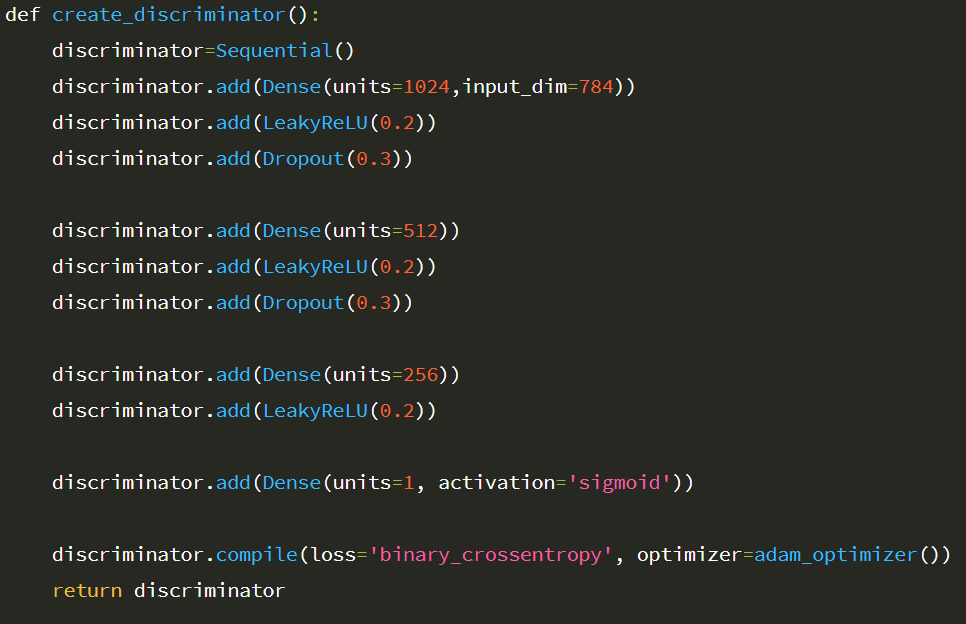 def create_discriminator():
    discriminator=Sequential()
    discriminator.add(Dense(units=1024,input_dim=784))
    discriminator.add(LeakyReLU(0.2))
    discriminator.add(Dropout(0.3))

    discriminator.add(Dense(units=512))
    discriminator.add(LeakyReLU(0.2))
    discriminator.add(Dropout(0.3))

    discriminator.add(Dense(units=256))
    discriminator.add(LeakyReLU(0.2))

    discriminator.add(Dense(units=1, activation='sigmoid'))

    discriminator.compile(loss='binary_crossentropy', optimizer=adam_optimizer())
    return discriminator